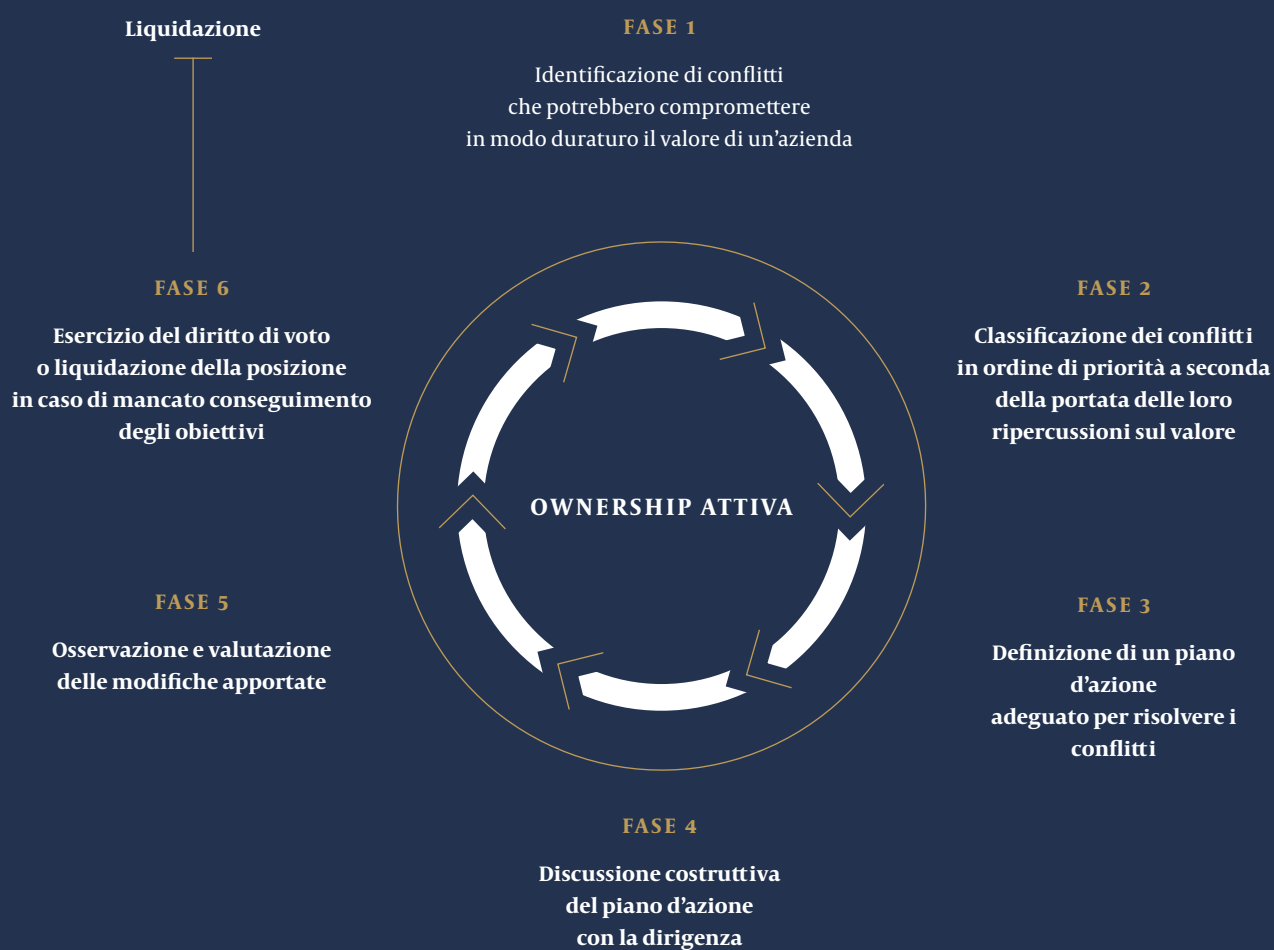 Liquidazione
FASE 1
Identificazione di conflitti
che potrebbero compromettere
in modo duraturo il valore di un’azienda
FASE 2
Classificazione dei conflitti
in ordine di priorità a seconda
della portata delle loro
ripercussioni sul valore
FASE 3
Definizione di un piano
d’azione
adeguato per risolvere i
conflitti
FASE 4
Discussione costruttiva
del piano d’azione
con la dirigenza
FASE 5
Osservazione e valutazione
delle modifiche apportate
FASE 6
Esercizio del diritto di voto
o liquidazione della posizione
in caso di mancato conseguimento
degli obiettivi
OWNERSHIP ATTIVA